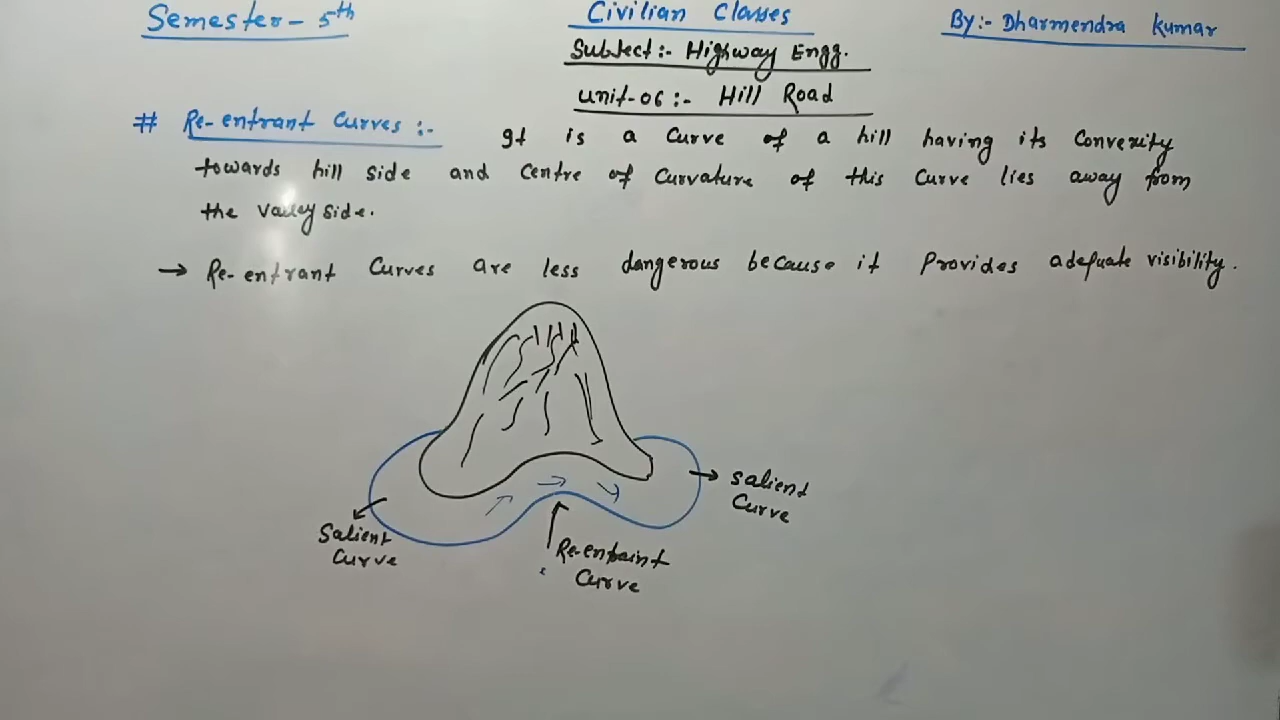 Semester- 5th
Civilian Classes
By:- Dharmendra Kumar
Subject:- Highway Engg.
Unit-06:- Hill Road
# Re-entrant Curves:- It is a Curve of a hill having its Convexity
towards hill side and Centre of Curvature of this Curve lies away from
the valley side.
→ Re-entrant Curves are less dangerous because it Provides adequate visibility.
Salient
Curve
Re-entraint
Curve
Salient
Curve